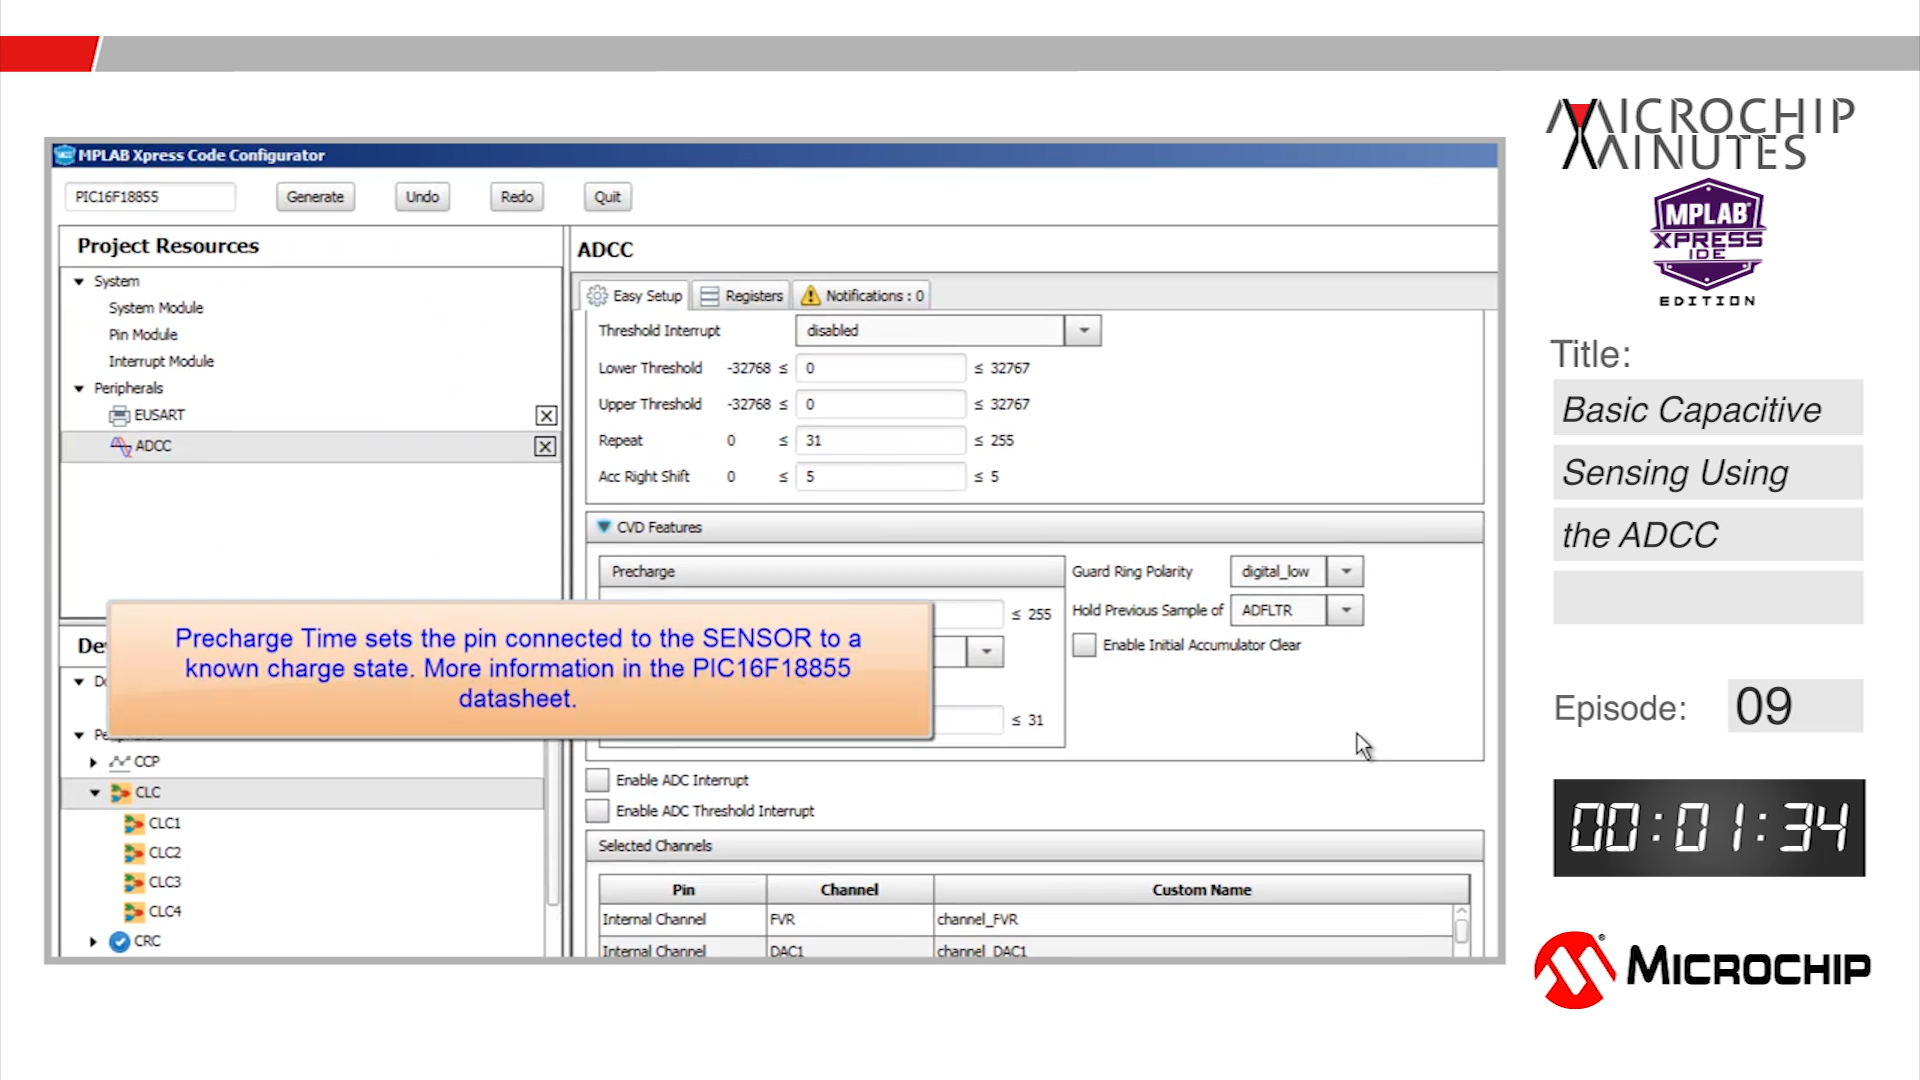 MICROCHIP
MINUTES
MPLAB
XPRESS
IDE
EDITION
Title:
Basic Capacitive
Sensing Using
the ADCC
Episode: 09
00:01:34
MICROCHIP
MPLAB Xpress Code Configurator
PIC16F18855 Generate Undo Redo Quit
Project Resources
System
System Module
Pin Module
Interrupt Module
Peripherals
EUSART
ADCC
De
CCP
CLC
CLC1
CLC2
CLC3
CLC4
CRC
ADCC
Easy Setup Registers Notifications : 0
Threshold Interrupt disabled
Lower Threshold -32768 ≤ 0 ≤ 32767
Upper Threshold -32768 ≤ 0 ≤ 32767
Repeat 0 ≤ 31 ≤ 255
Acc Right Shift 0 ≤ 5 ≤ 5
CVD Features
Precharge
≤ 255
≤ 31
Guard Ring Polarity digital_low
Hold Previous Sample of ADFLTR
Enable Initial Accumulator Clear
Precharge Time sets the pin connected to the SENSOR to a
known charge state. More information in the PIC16F18855
datasheet.
Enable ADC Interrupt
Enable ADC Threshold Interrupt
Selected Channels
Pin Channel Custom Name
Internal Channel FVR channel_FVR
Internal Channel DAC1 channel_DAC1